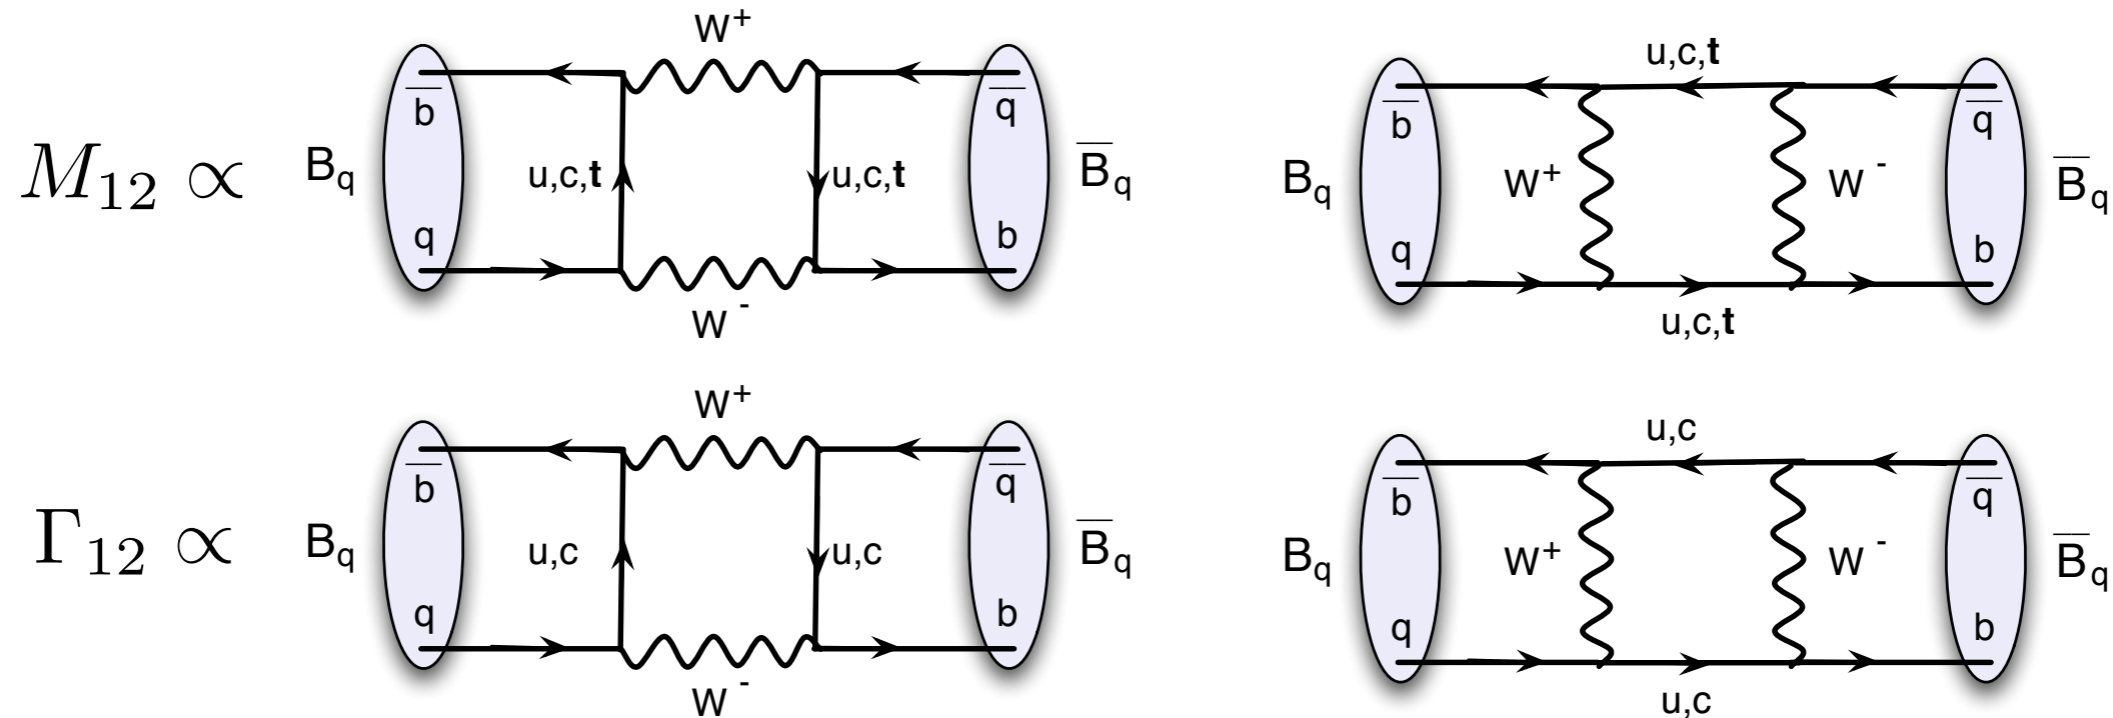 M₁₂ ∝
W⁺
B_q
b̅
q
u,c,t
u,c,t
W⁻
q̅
b
B̅_q
u,c,t
B_q
b̅
q
W⁺
W⁻
u,c,t
q̅
b
B̅_q
Γ₁₂ ∝
W⁺
B_q
b̅
q
u,c
u,c
W⁻
q̅
b
B̅_q
u,c
B_q
b̅
q
W⁺
W⁻
u,c
q̅
b
B̅_q